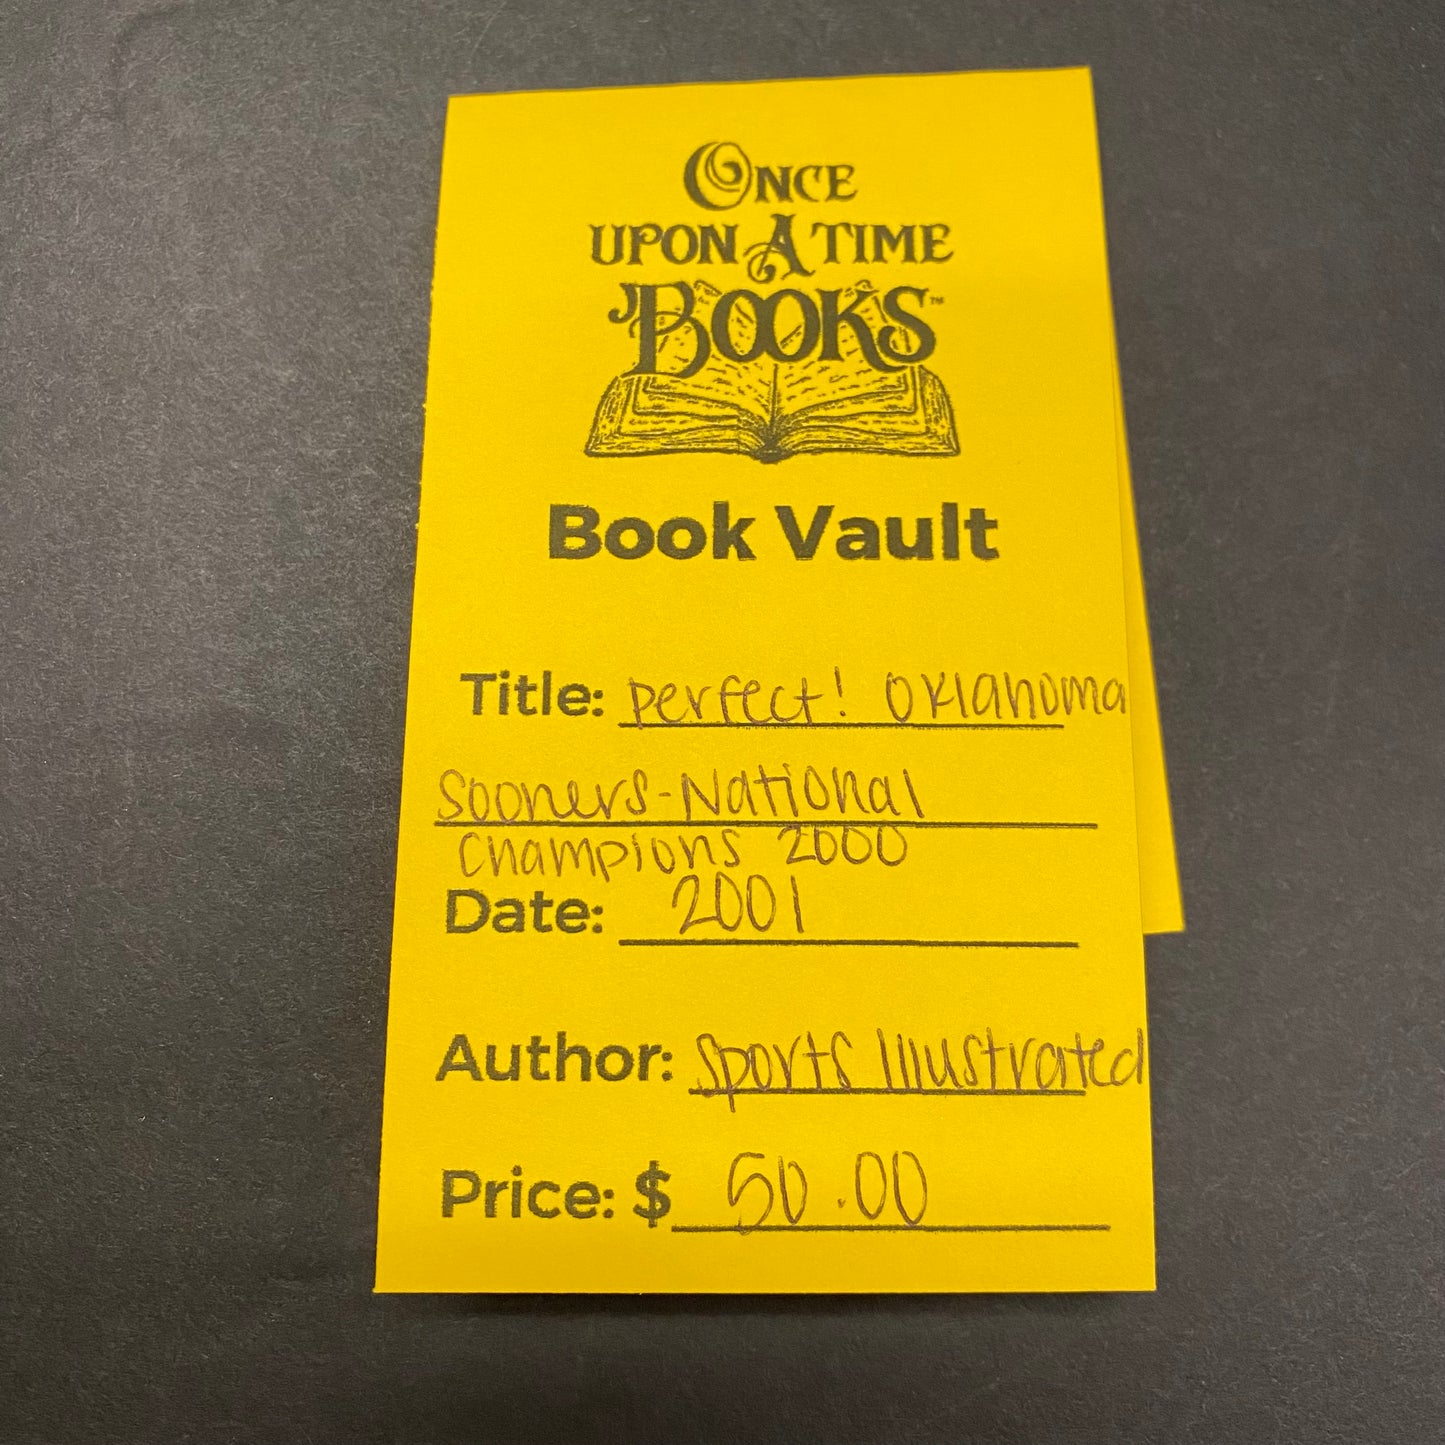 ONCE
UPON A TIME
BOOKS™
Book Vault
Title: perfect! Oklahoma
Sooners-National
Champions 2000
Date: 2001
Author: Sports Illustrated
Price: $ 50.00